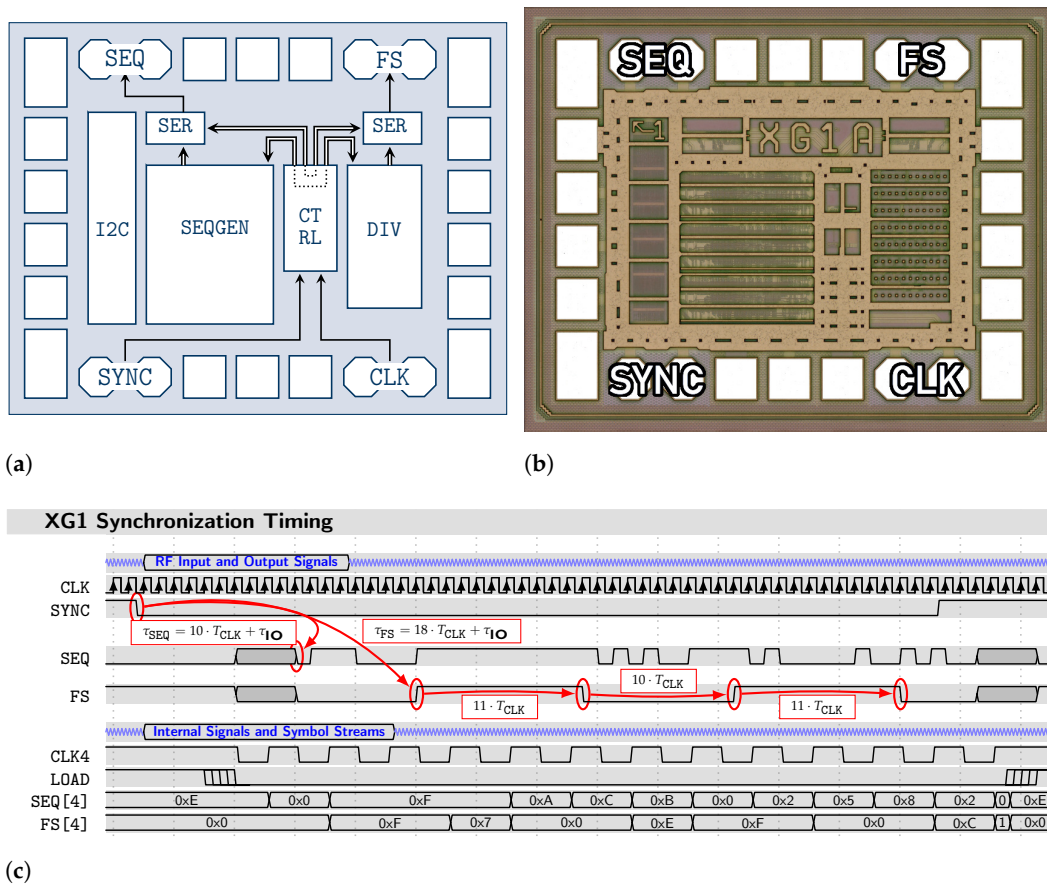 SEQ
FS
SER
SER
I2C
SEQGEN
CT
RL
DIV
SYNC
CLK
(a)
SEQ
FS
1
XG1A
SYNC
CLK
(b)
XG1 Synchronization Timing
RF Input and Output Signals
CLK
SYNC
τSEQ = 10 · TCLK + τIO
τFS = 18 · TCLK + τIO
SEQ
10 · TCLK
FS
11 · TCLK
11 · TCLK
Internal Signals and Symbol Streams
CLK4
LOAD
SEQ[4] 0xE 0x0 0xF 0xA 0xC 0xB 0x0 0x2 0x5 0x8 0x2 0 0xE
FS[4] 0x0 0xF 0x7 0x0 0xE 0xF 0x0 0xC 1 0x0
(c)